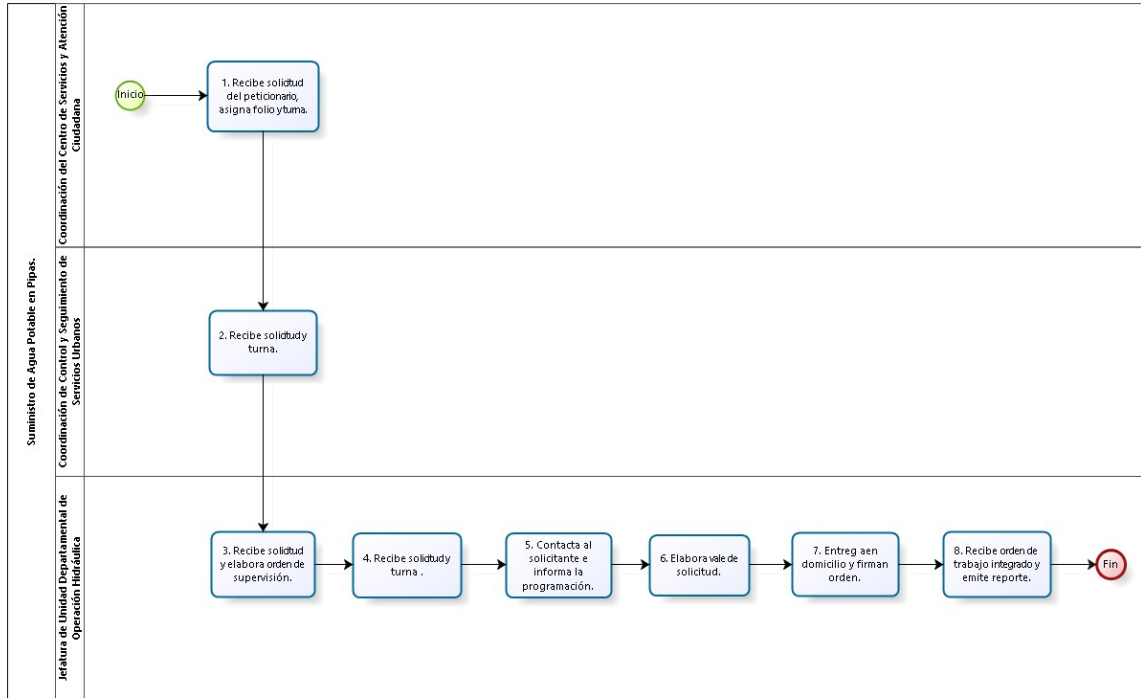 Suministro de Agua Potable en Pipas.
Coordinación del Centro de Servicios y Atención
Ciudadana
Inicio
1. Recibe solicitud
del peticionario,
asigna folio y turna.
Coordinación de Control y Seguimiento de
Servicios Urbanos
2. Recibe solicitud y
turna.
Jefatura de Unidad Departamental de
Operación Hidráulica
3. Recibe solicitud
y elabora orden de
supervisión.
4. Recibe solicitud y
turna .
5. Contacta al
solicitante e
informa la
programación.
6. Elabora vale de
solicitud.
7. Entreg aen
domicilio y firman
orden.
8. Recibe orden de
trabajo integrado y
emite reporte.
Fin